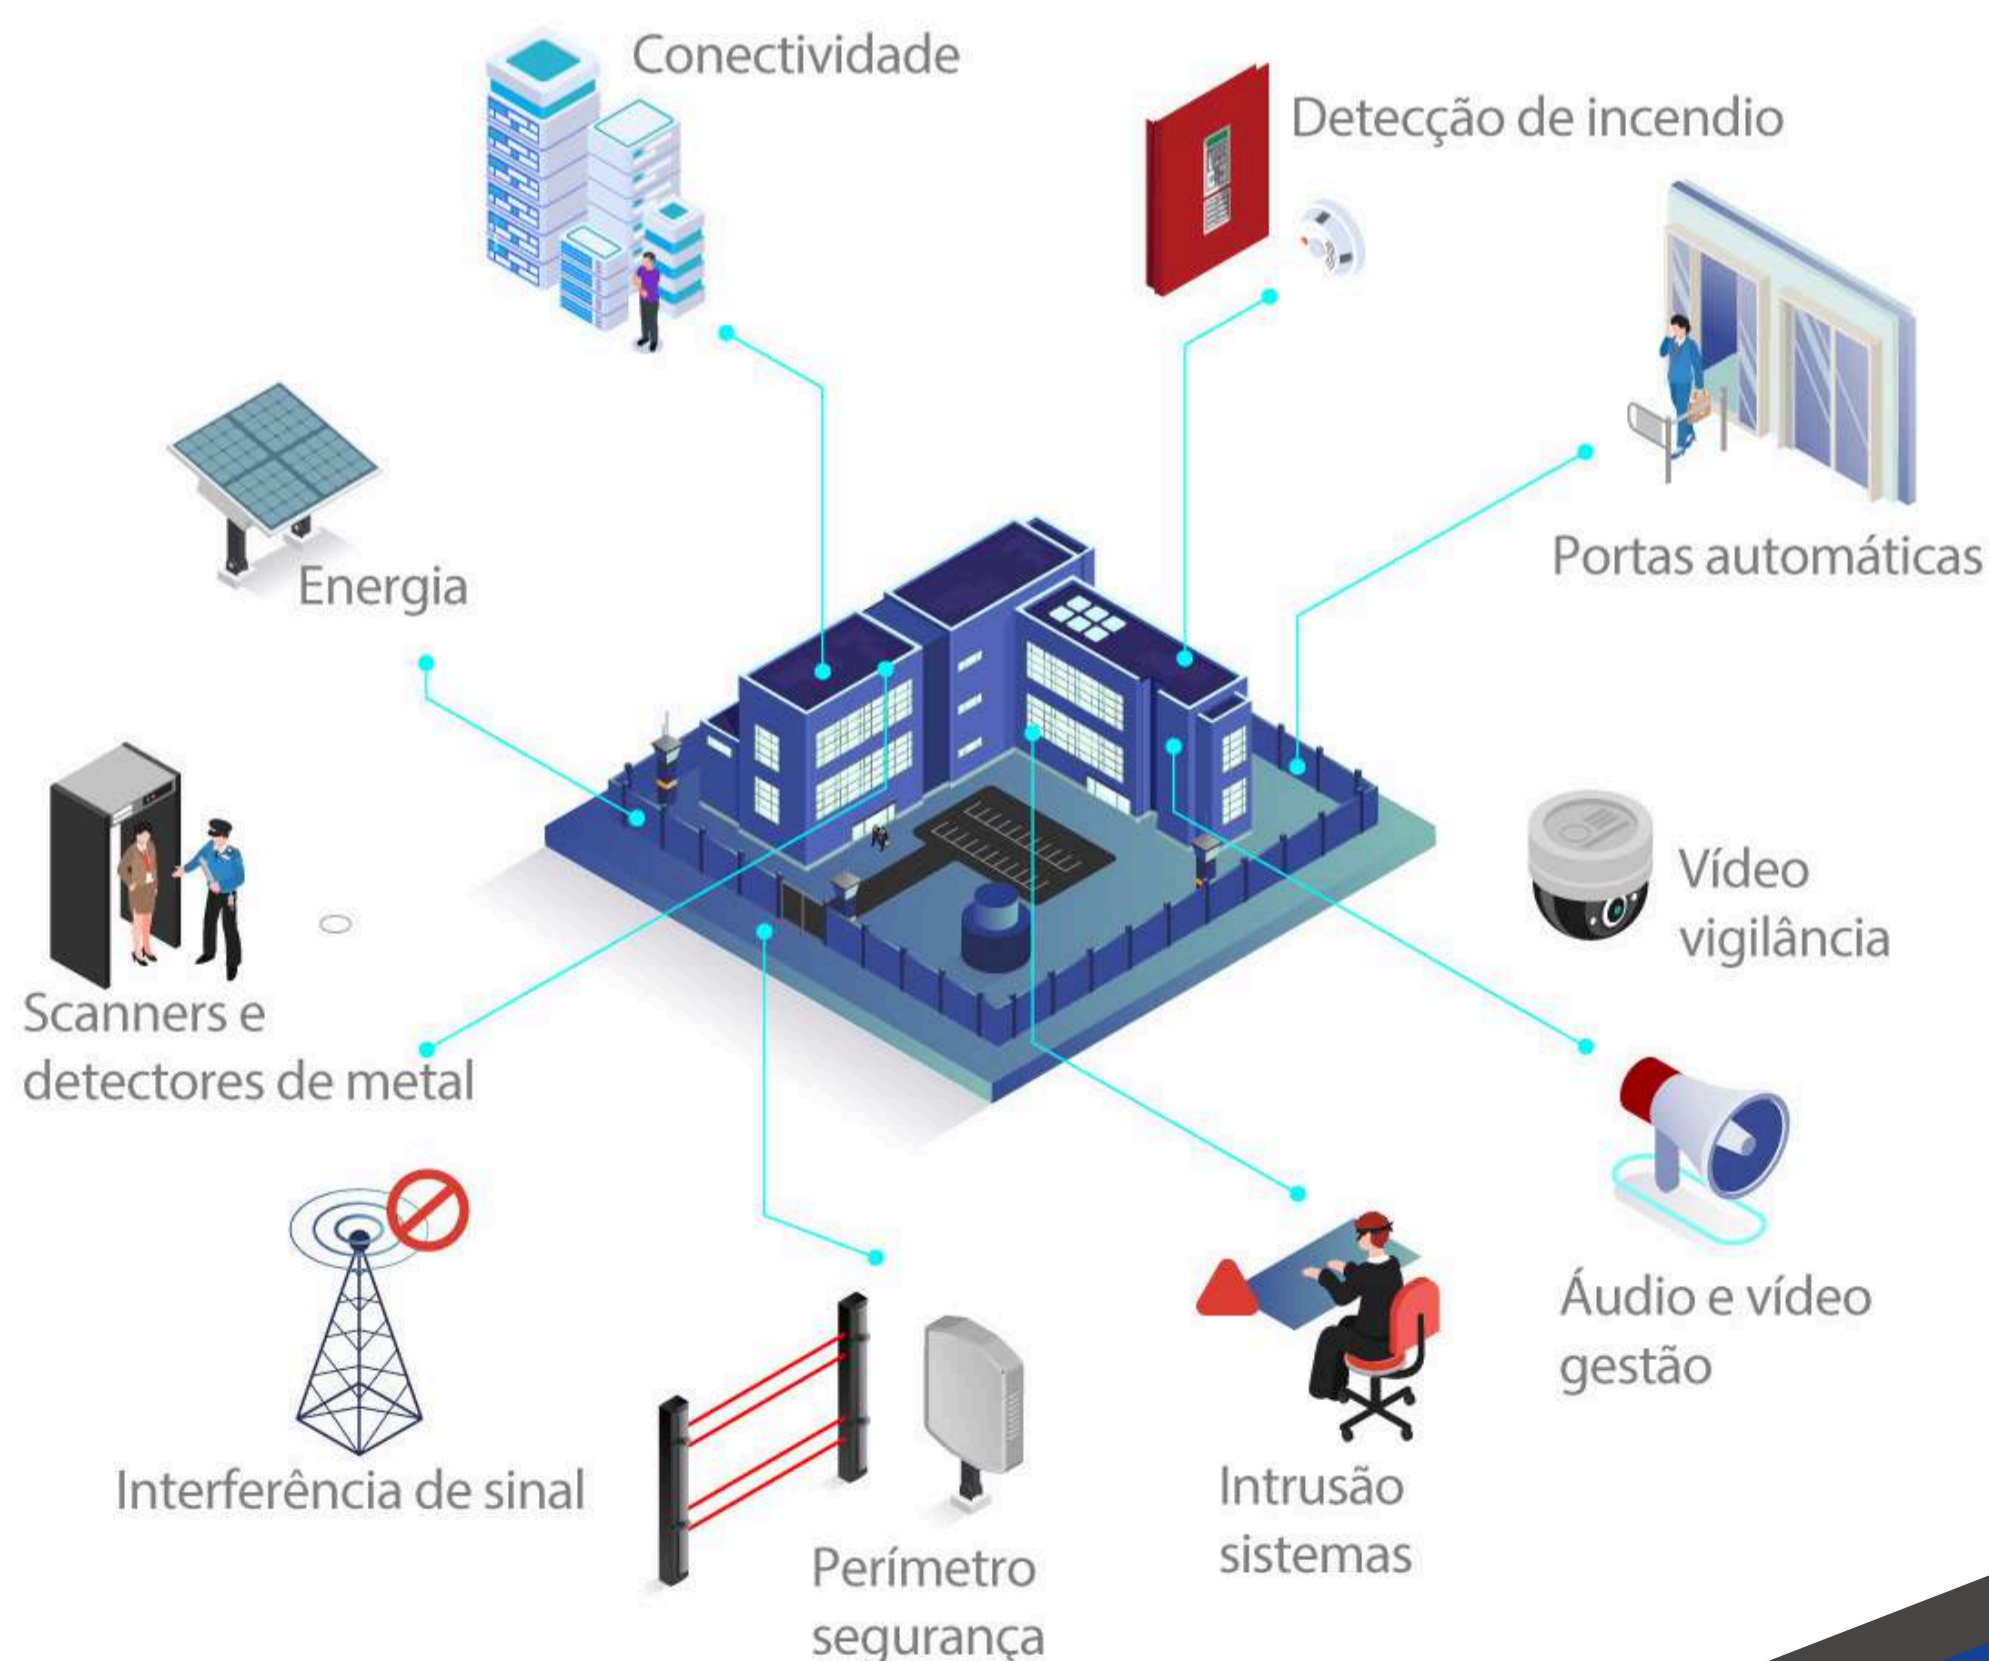 Conectividade
Detecção de incendio
Portas automáticas
Energia
Vídeo
vigilância
Scanners e
detectores de metal
Áudio e vídeo
gestão
Interferência de sinal
Intrusão
sistemas
Perímetro
segurança